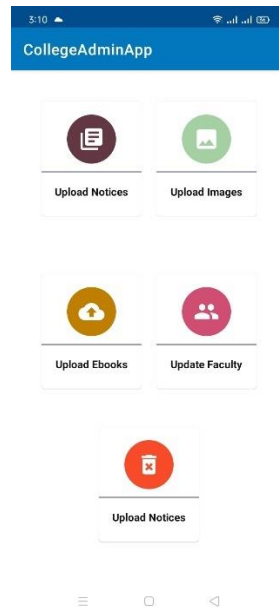 3:10
CollegeAdminApp
Upload Notices
Upload Images
Upload Ebooks
Update Faculty
Upload Notices